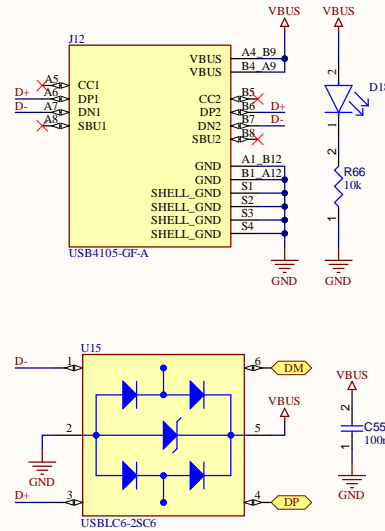 VBUS
VBUS
J12
A4_B9
VBUS
B4_A9
VBUS
A5
CC1
D+
A6
DP1
D-
A7
DN1
A8
SBU1
B5
CC2
B6
D+
DP2
B7
D-
DN2
B8
SBU2
A1_B12
GND
B1_A12
GND
S1
SHELL_GND
S2
SHELL_GND
S3
SHELL_GND
S4
SHELL_GND
USB4105-GF-A
GND
2
1
2
R66
10k
1
GND
U15
D-
1
6
DM
2
5
VBUS
GND
D+
3
4
DP
USBLC6-2SC6
VBUS
2
C55
1
GND